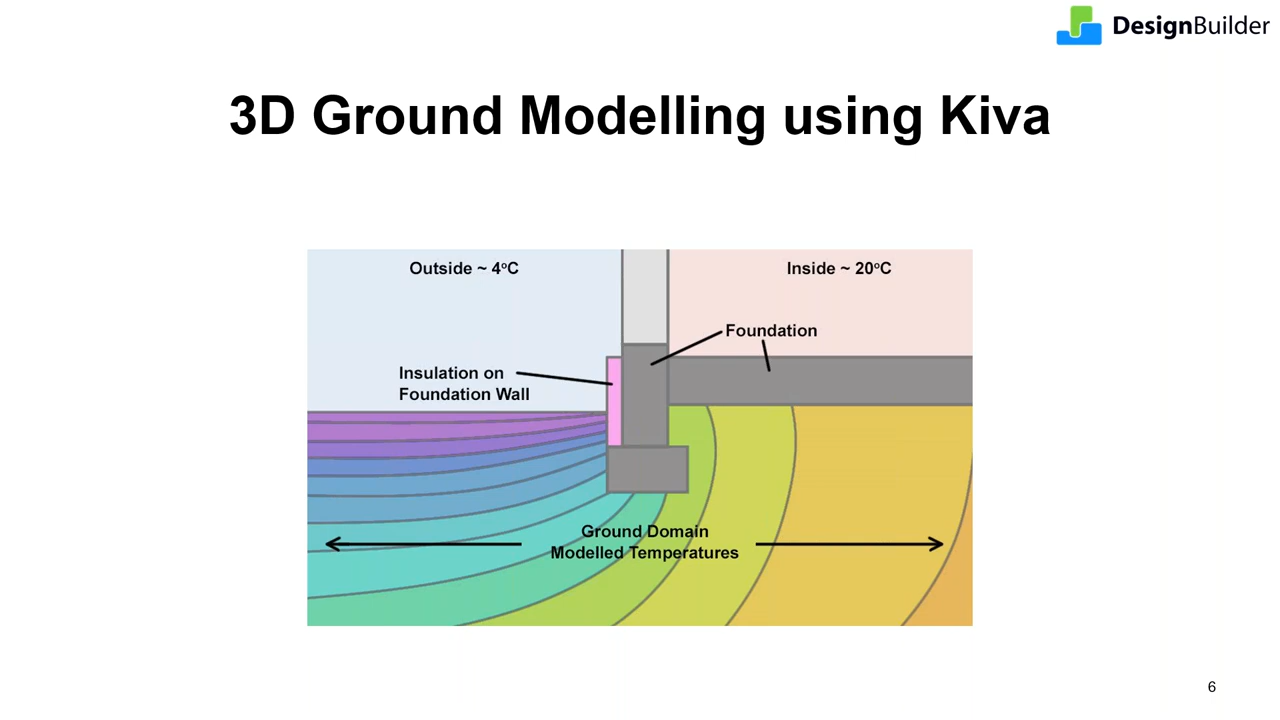 DesignBuilder
3D Ground Modelling using Kiva
Outside ~ 4°C
Inside ~ 20°C
Foundation
Insulation on
Foundation Wall
Ground Domain
Modelled Temperatures
6